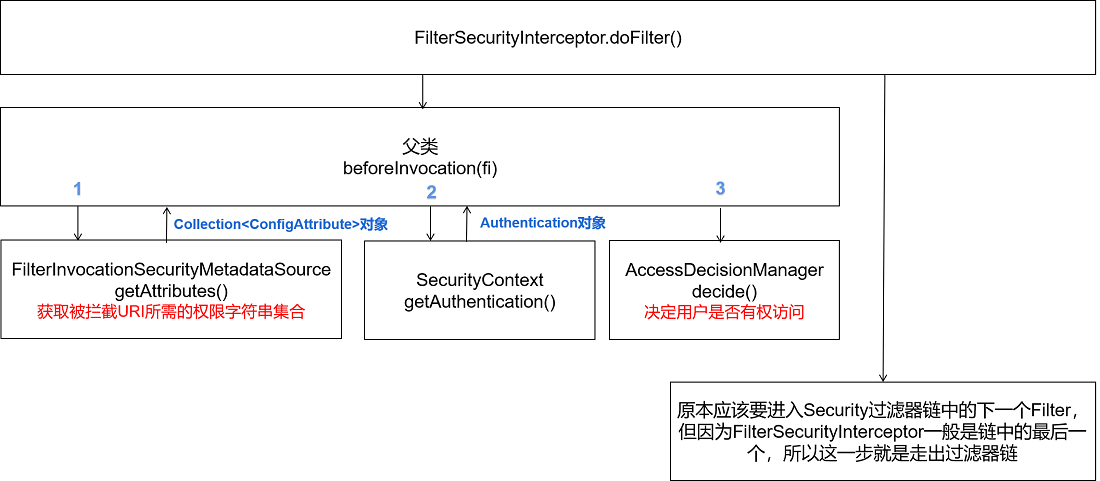 FilterSecurityInterceptor.doFilter()
父类
beforeInvocation(fi)
1
2
3
Collection<ConfigAttribute>对象
Authentication对象
FilterInvocationSecurityMetadataSource
getAttributes()
获取被拦截URI所需的权限字符串集合
SecurityContext
getAuthentication()
AccessDecisionManager
decide()
决定用户是否有权访问
原本应该要进入Security过滤器链中的下一个Filter，
但因为FilterSecurityInterceptor一般是链中的最后一
个，所以这一步就是走出过滤器链